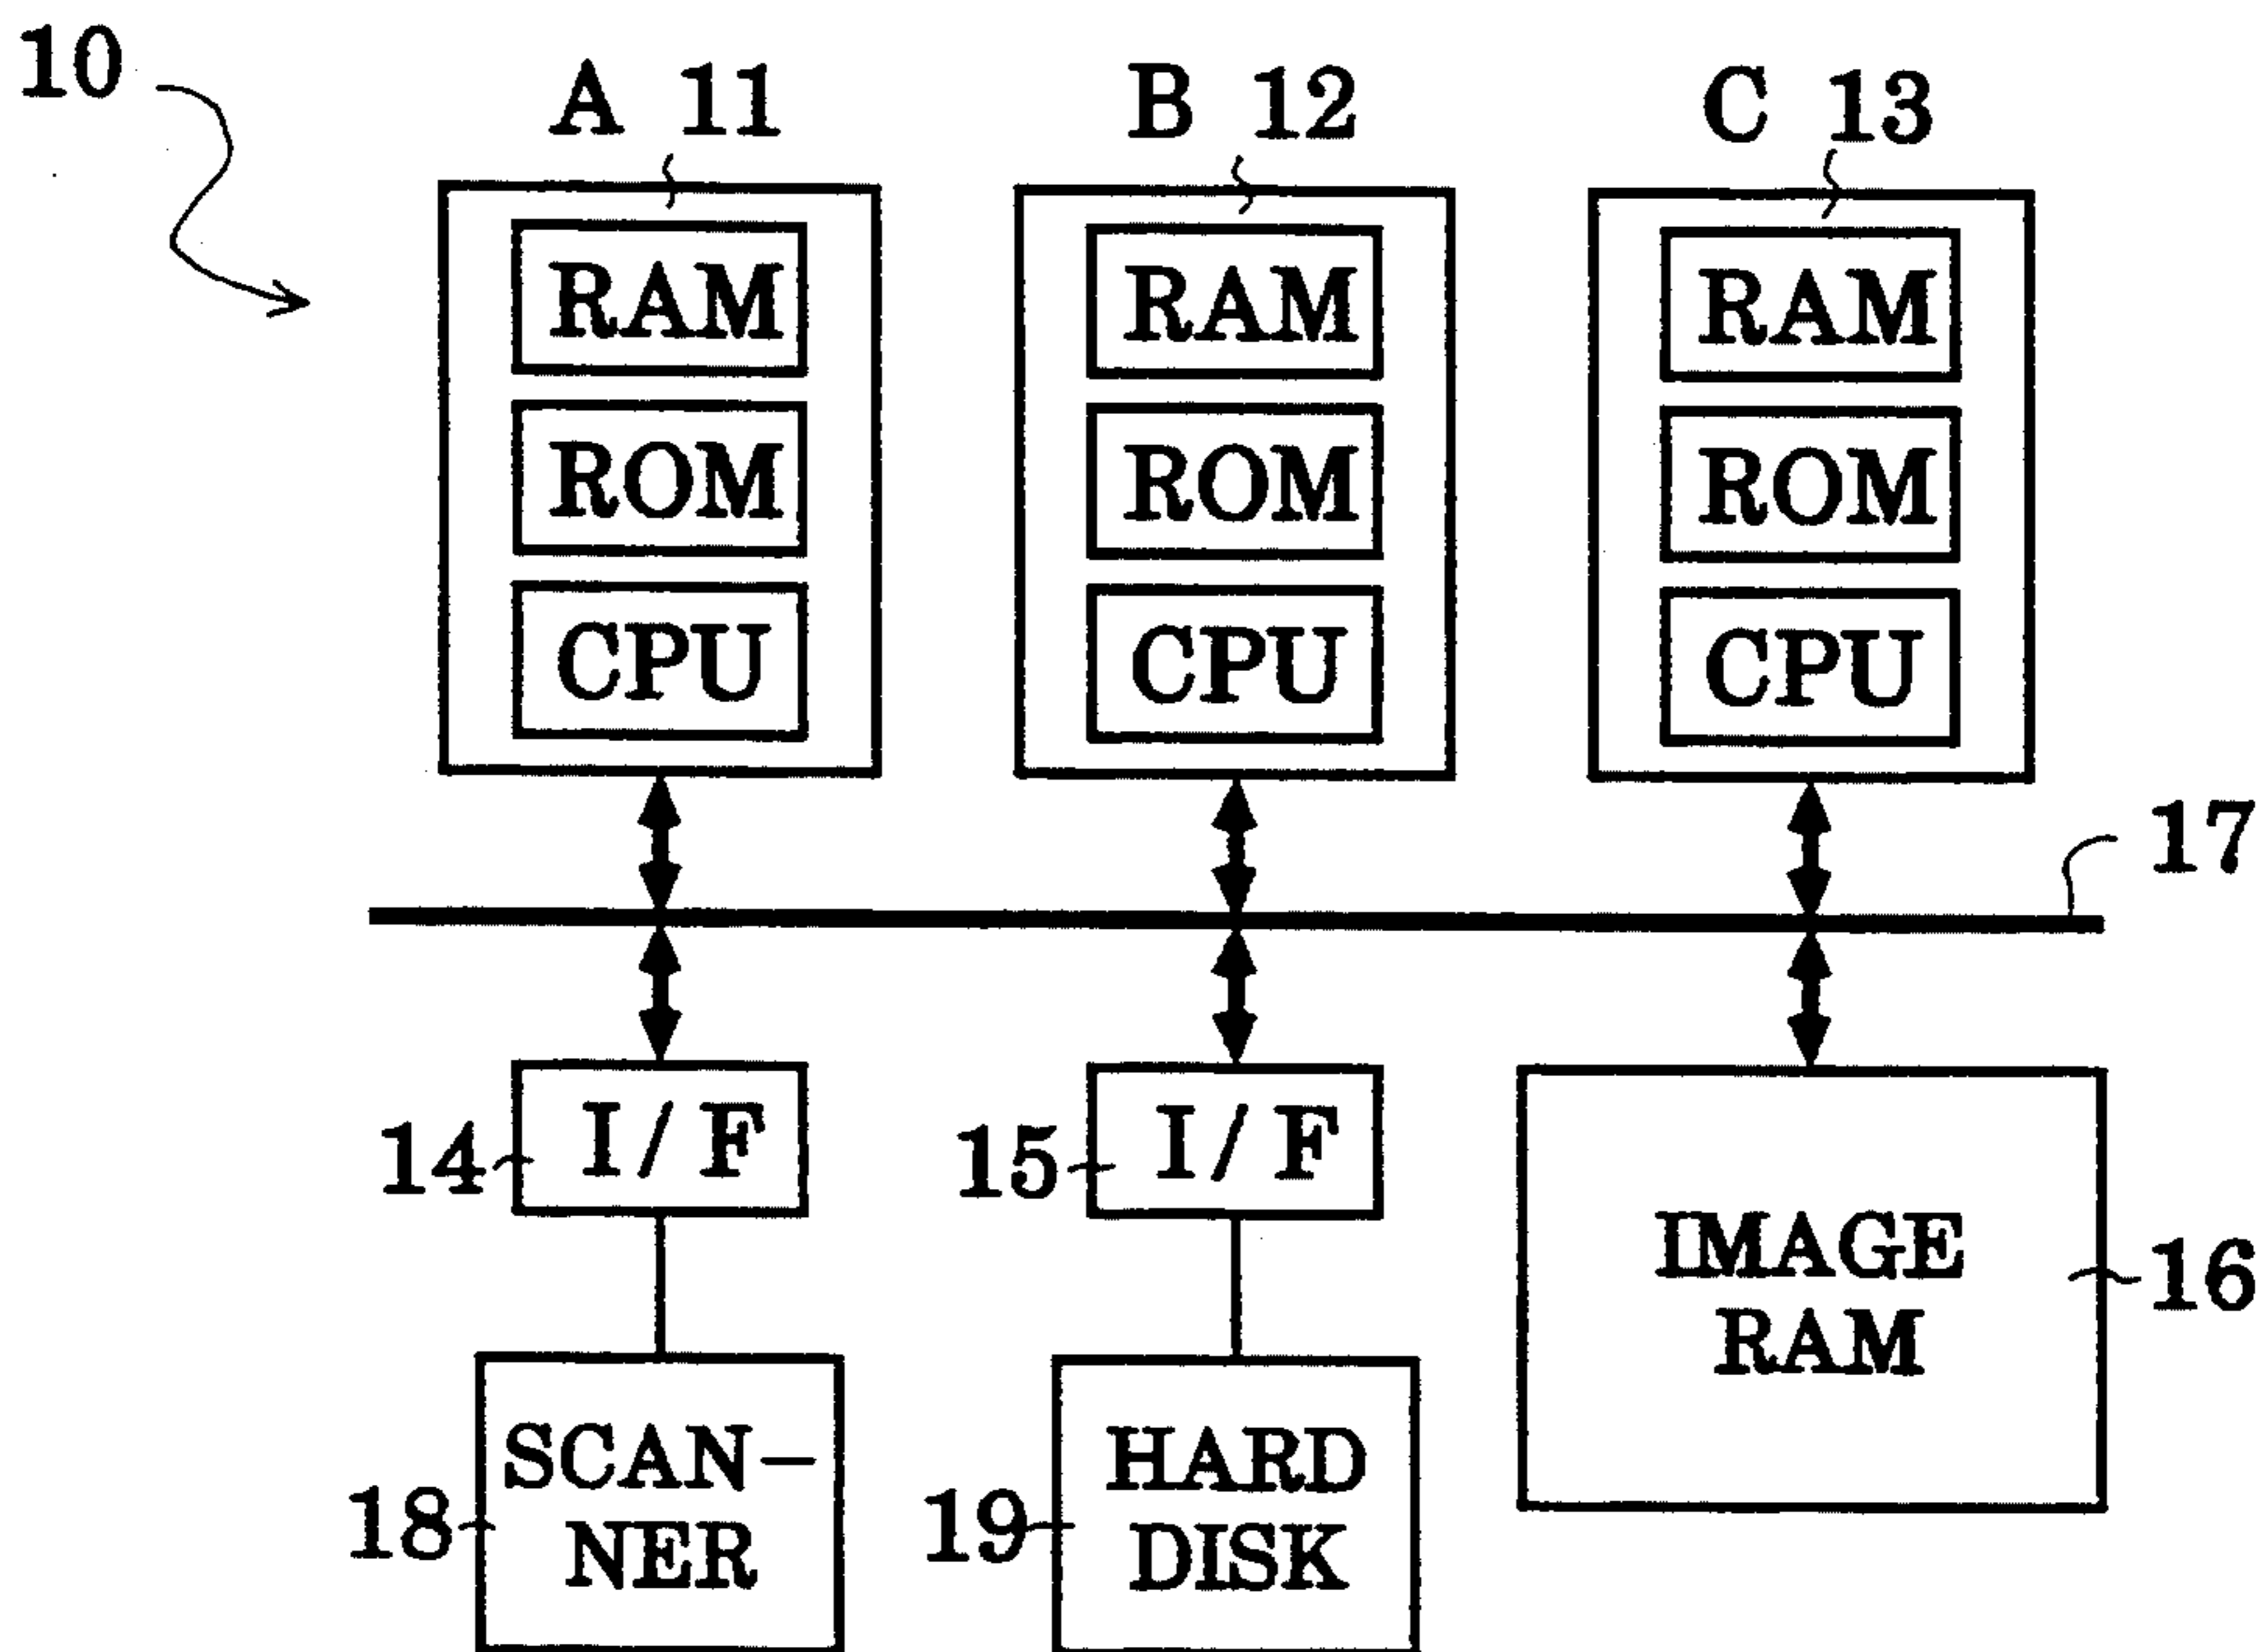 10
A 11
B 12
C 13
RAM
RAM
RAM
ROM
ROM
ROM
CPU
CPU
CPU
17
14
I/F
15
I/F
IMAGE
RAM
16
18
SCAN-
NER
19
HARD
DISK